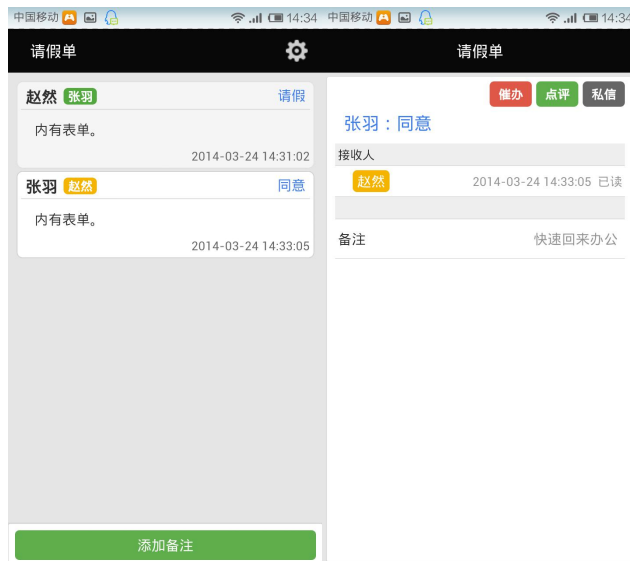 中国移动 14:34
请假单
赵然 张羽 请假
内有表单。
2014-03-24 14:31:02
张羽 赵然 同意
内有表单。
2014-03-24 14:33:05
添加备注
中国移动 14:34
请假单
催办 点评 私信
张羽：同意
接收人
赵然 2014-03-24 14:33:05 已读
备注 快速回来办公